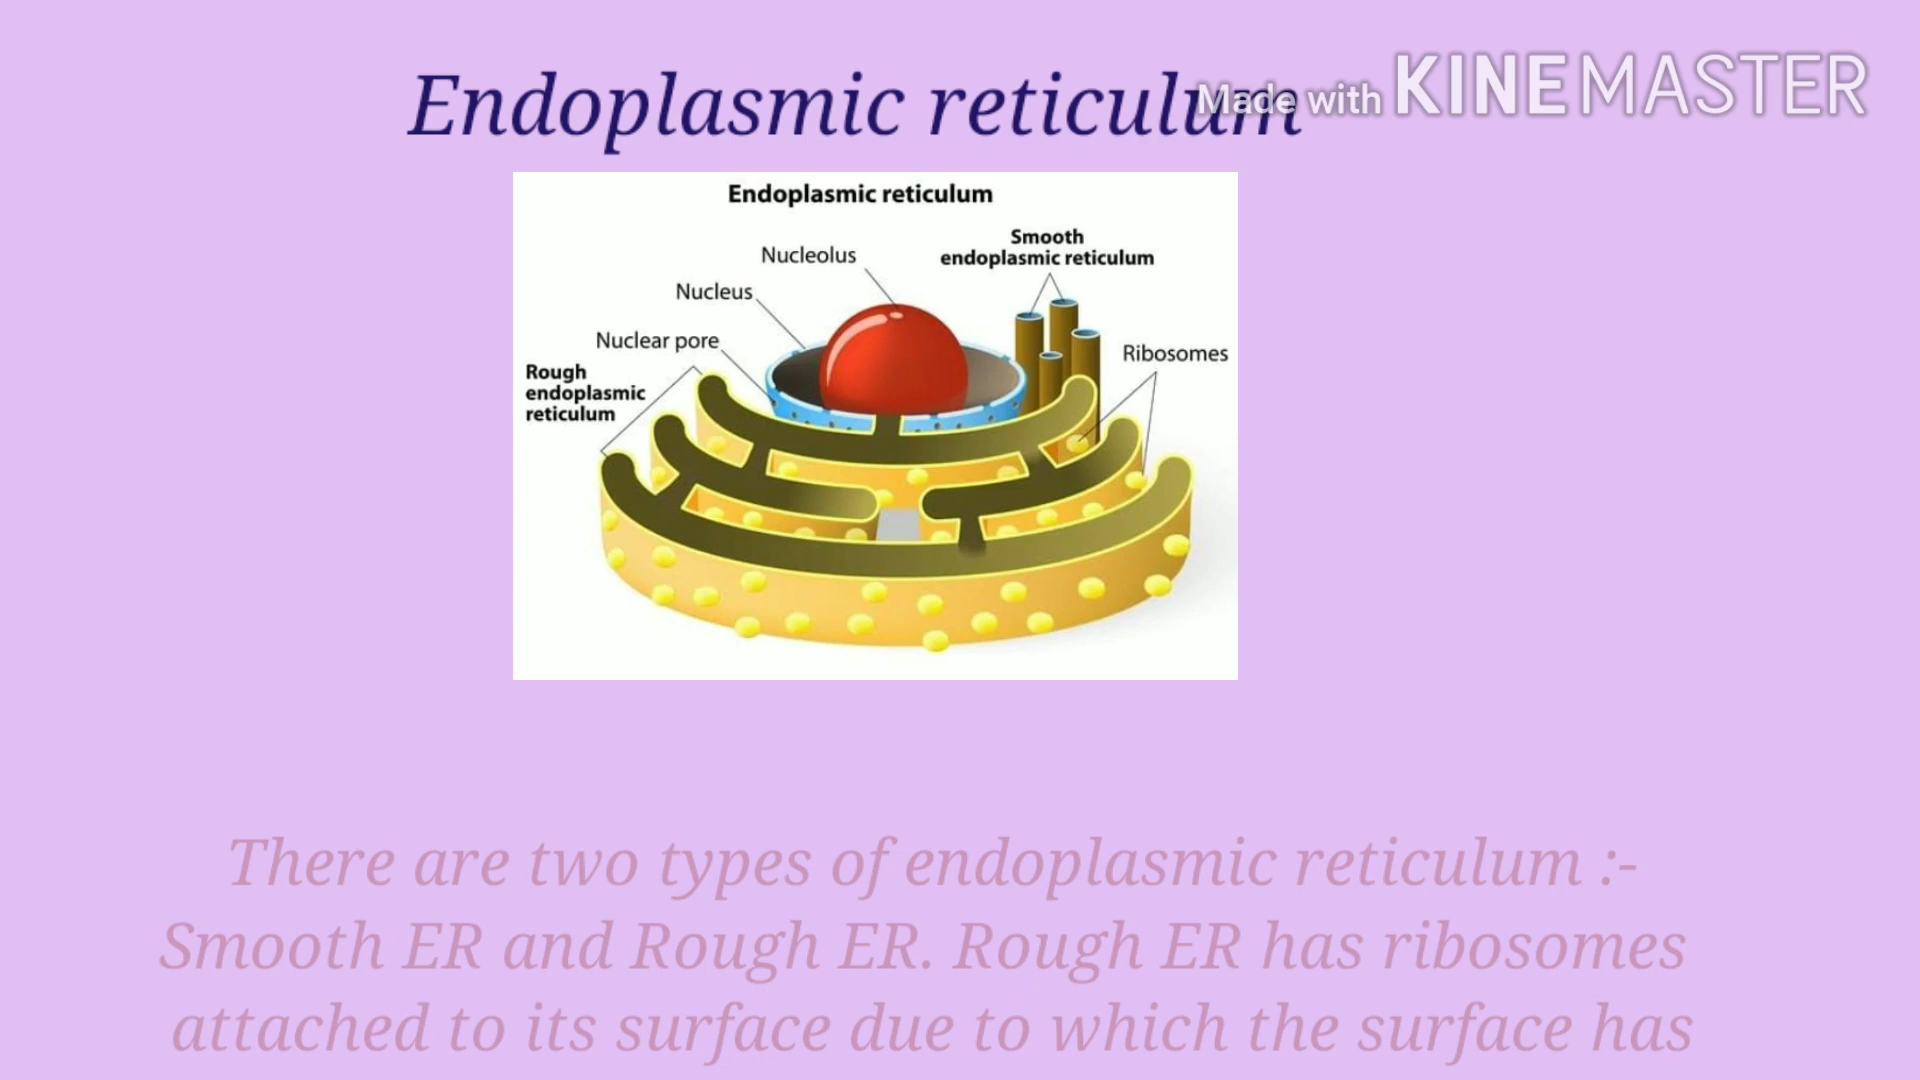 Endoplasmic reticulum
Made with KINEMASTER
Endoplasmic reticulum
Smooth
endoplasmic reticulum
Nucleolus
Nucleus
Nuclear pore
Ribosomes
Rough
endoplasmic
reticulum
There are two types of endoplasmic reticulum :-
Smooth ER and Rough ER. Rough ER has ribosomes
attached to its surface due to which the surface has